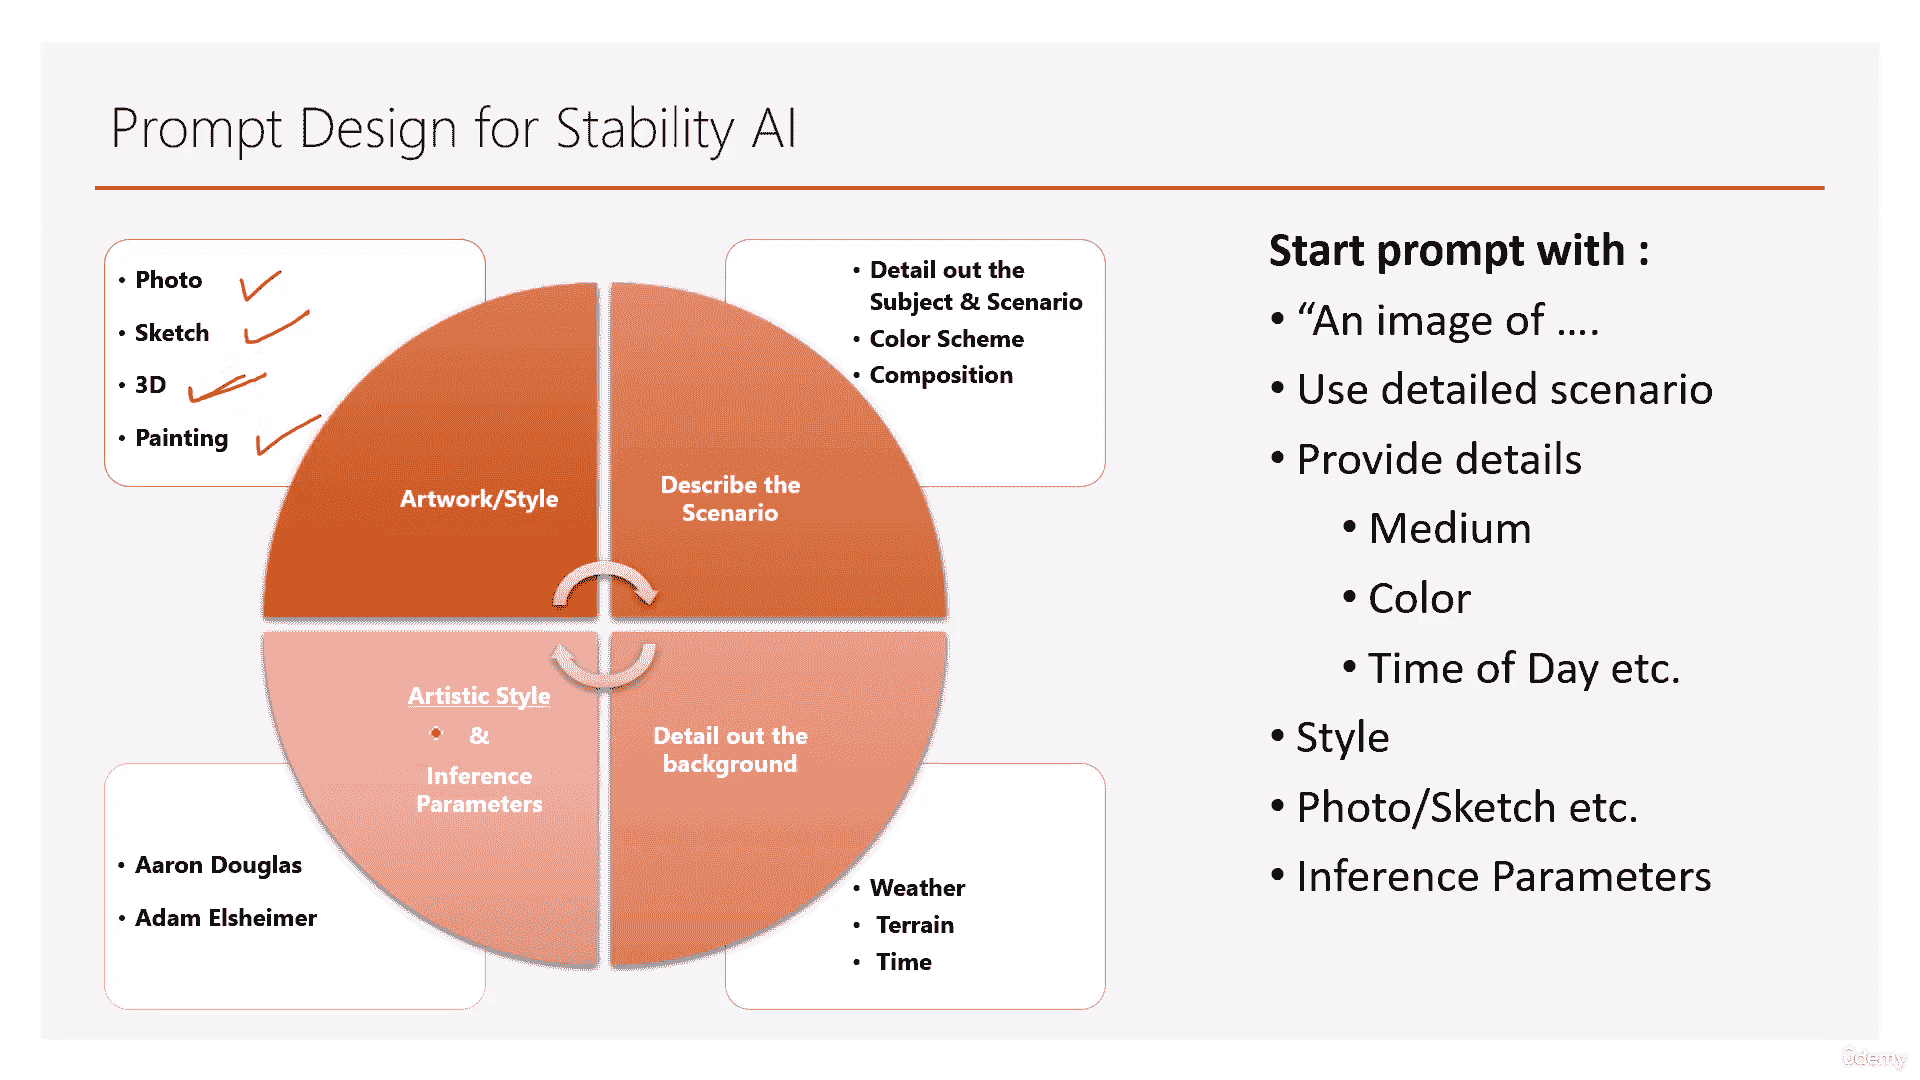 Prompt Design for Stability AI
• Photo
• Sketch
• 3D
• Painting
Artwork/Style
• Detail out the
Subject & Scenario
• Color Scheme
• Composition
Describe the
Scenario
Artistic Style
&
Inference
Parameters
• Aaron Douglas
• Adam Elsheimer
Detail out the
background
• Weather
• Terrain
• Time
Start prompt with :
• “An image of ....
• Use detailed scenario
• Provide details
• Medium
• Color
• Time of Day etc.
• Style
• Photo/Sketch etc.
• Inference Parameters
Udemy